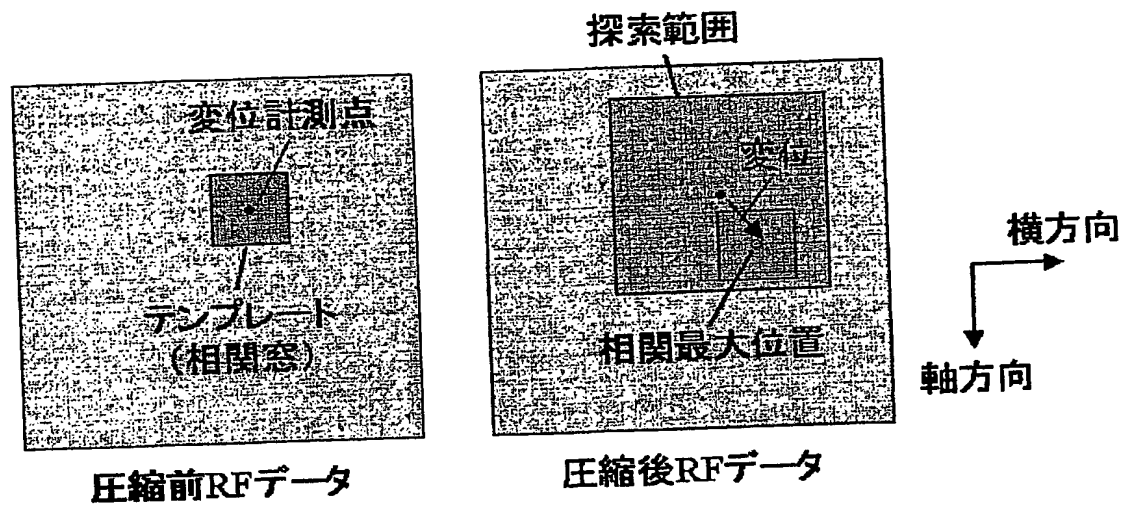 変位計測点
テンプレート
(相関窓)
圧縮前RFデータ
探索範囲
変位
相関最大位置
圧縮後RFデータ
横方向
軸方向